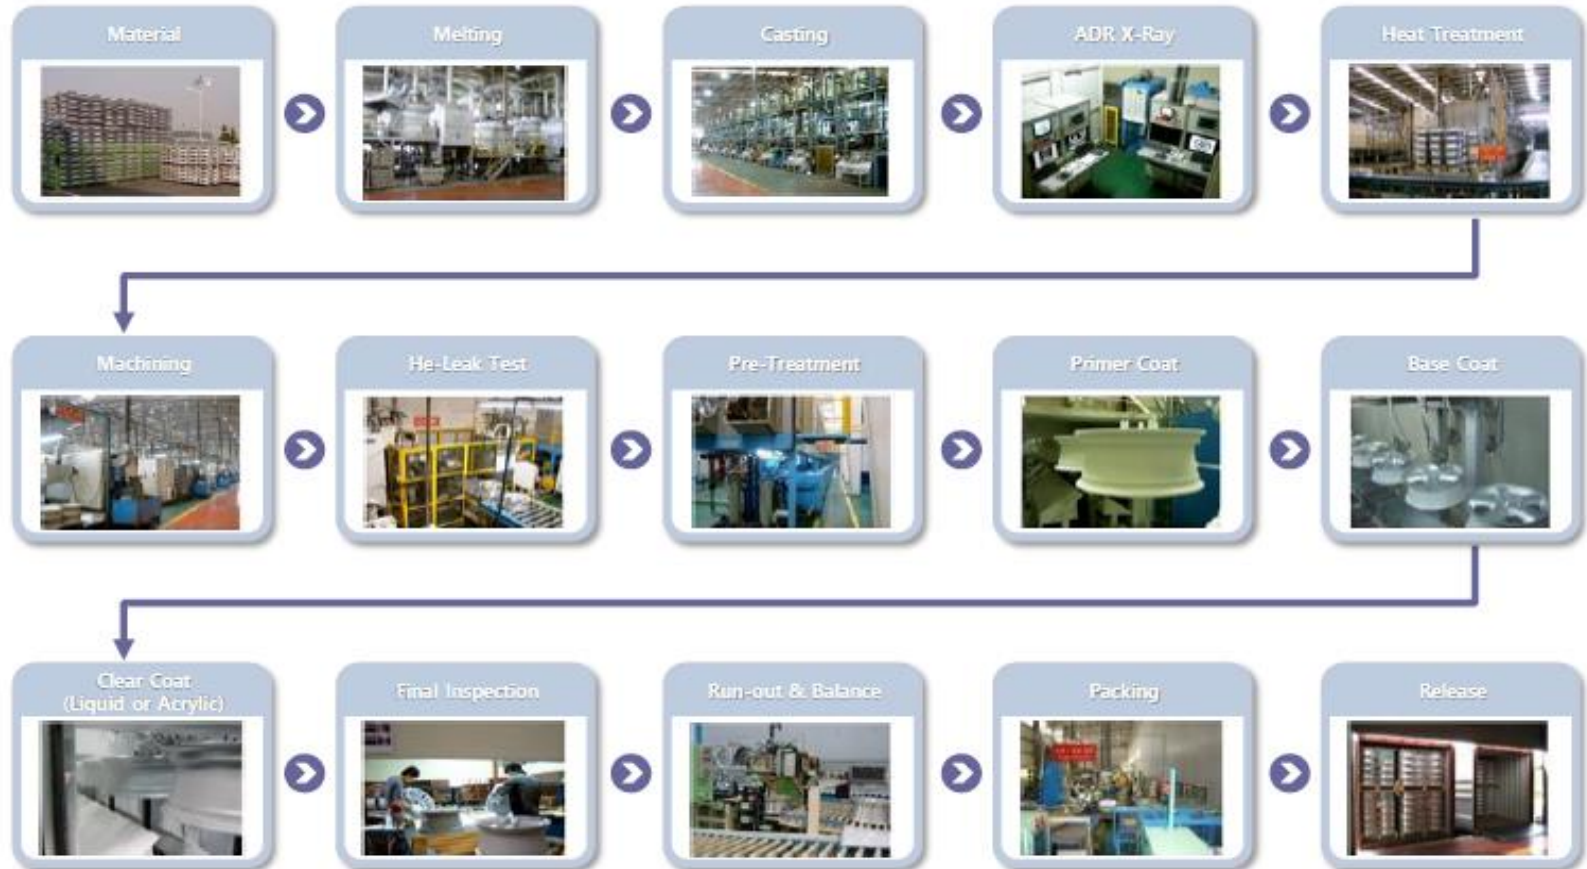 Material
Melting
Casting
ADR X-Ray
Heat Treatment
Machining
He-Leak Test
Pre-Treatment
Primer Coat
Base Coat
Clear Coat
(Liquid or Acrylic)
Final Inspection
Run-out & Balance
Packing
Release